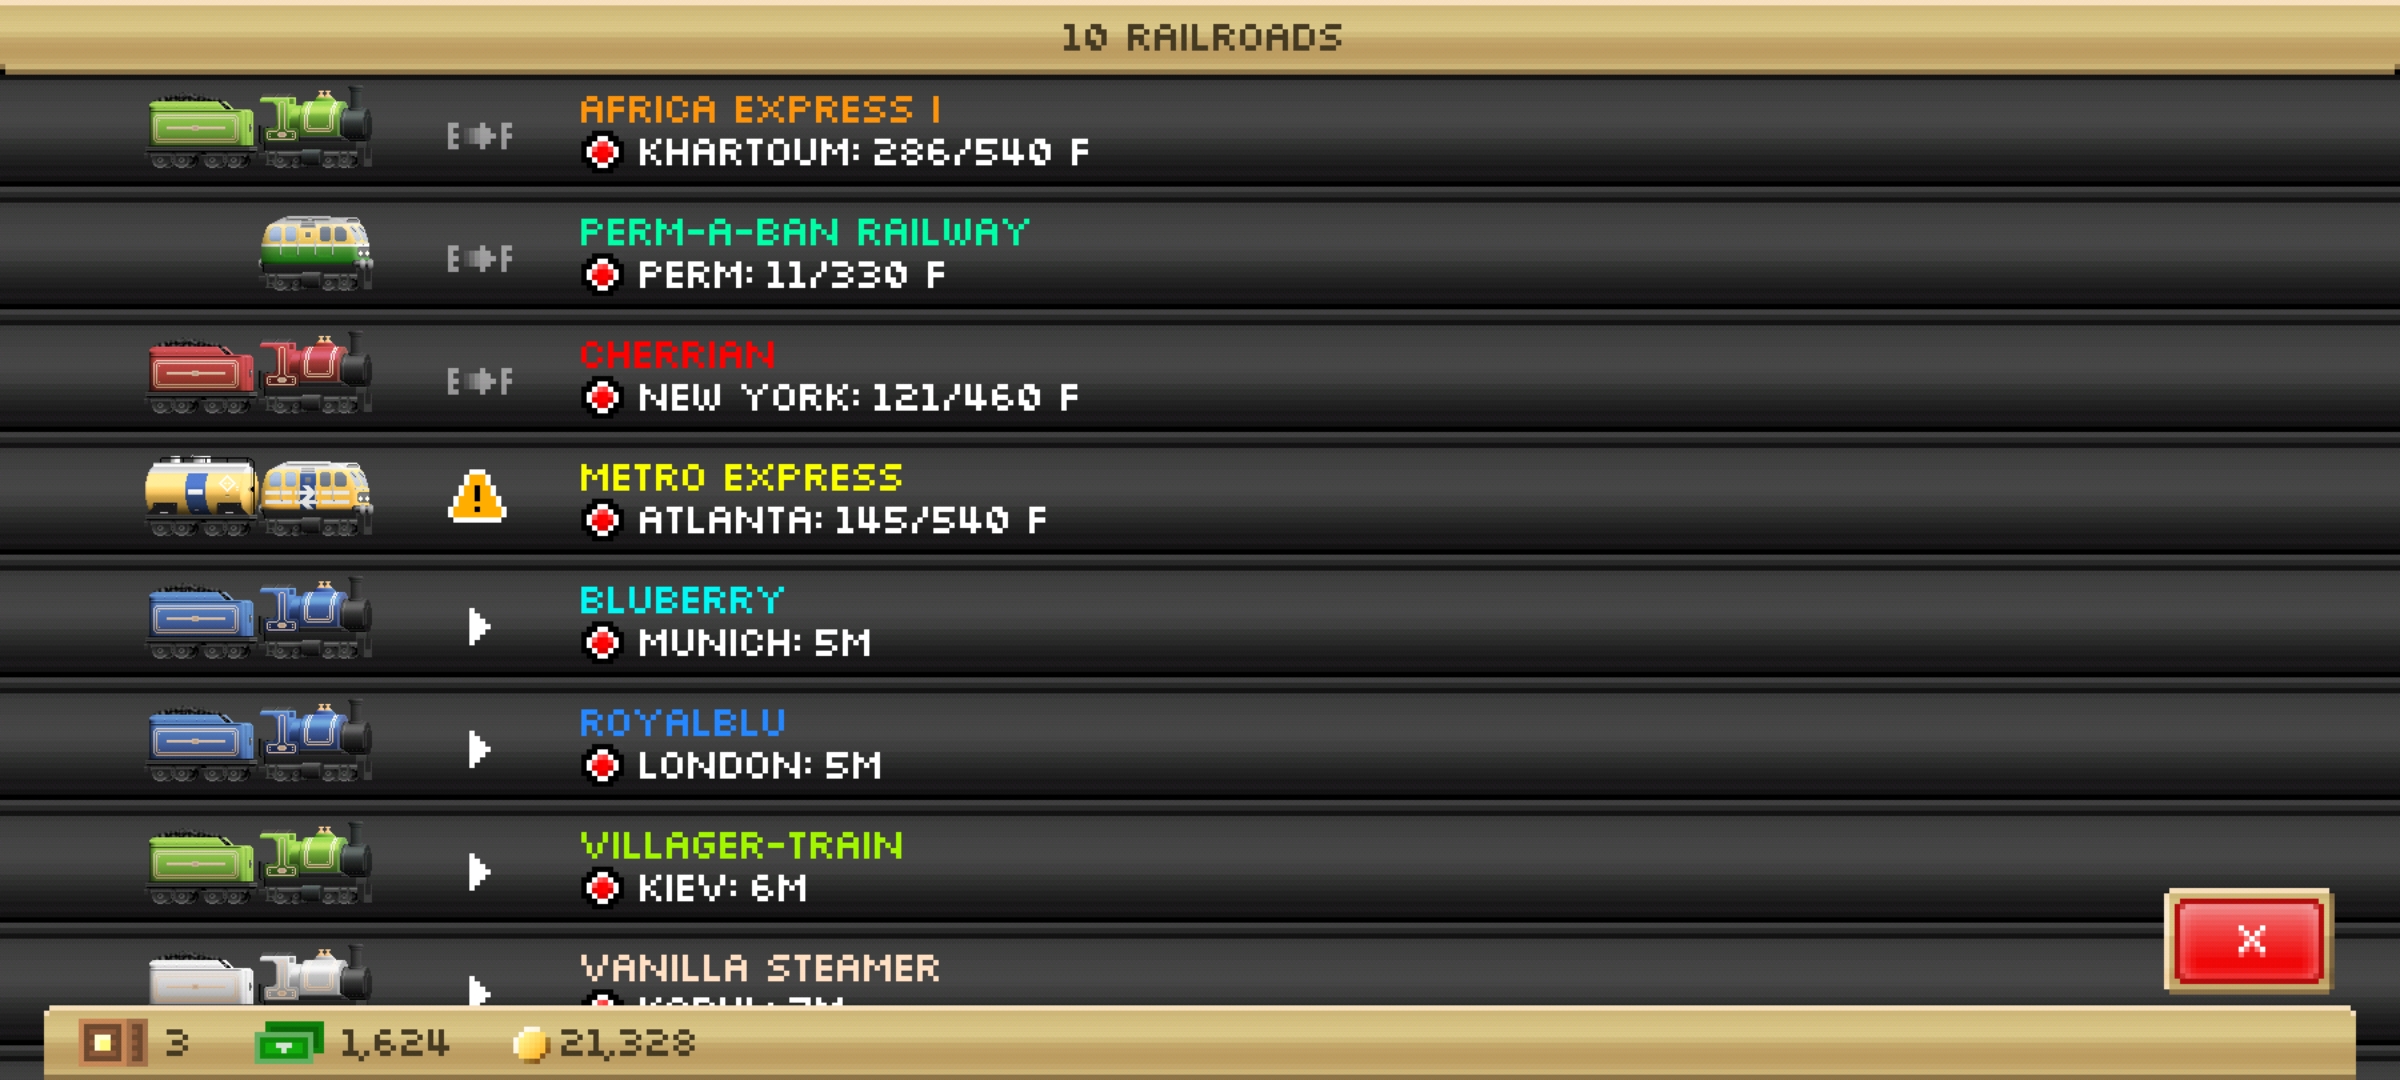 10 RAILROADS
AFRICA EXPRESS I
E F
KHARTOUM: 286/540 F
PERM-A-BAN RAILWAY
E F
PERM: 11/330 F
CHERRIAN
E F
NEW YORK: 121/460 F
METRO EXPRESS
!
ATLANTA: 145/540 F
BLUBERRY
MUNICH: 5M
ROYALBLU
LONDON: 5M
VILLAGER-TRAIN
KIEV: 6M
VANILLA STEAMER
X
3 1,624 21,328